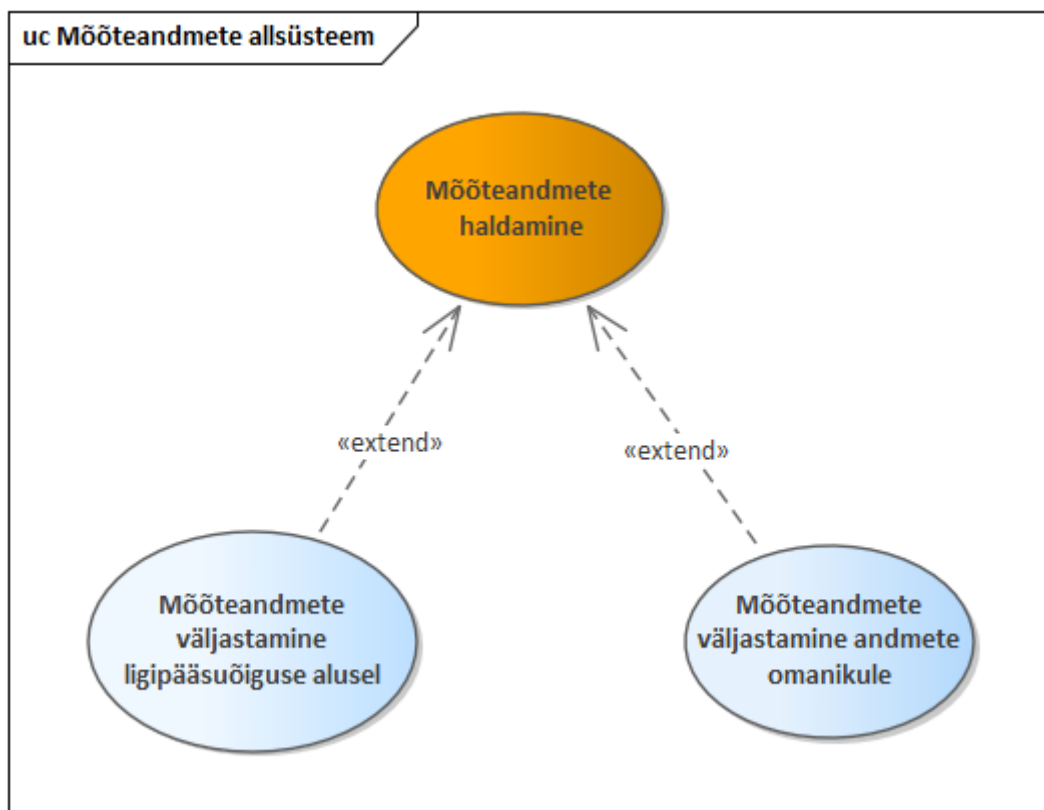 uc Mõõteandmete allsüsteem
Mõõteandmete
haldamine
«extend»
«extend»
Mõõteandmete
väljastamine
ligipääsuõiguse alusel
Mõõteandmete
väljastamine andmete
omanikule